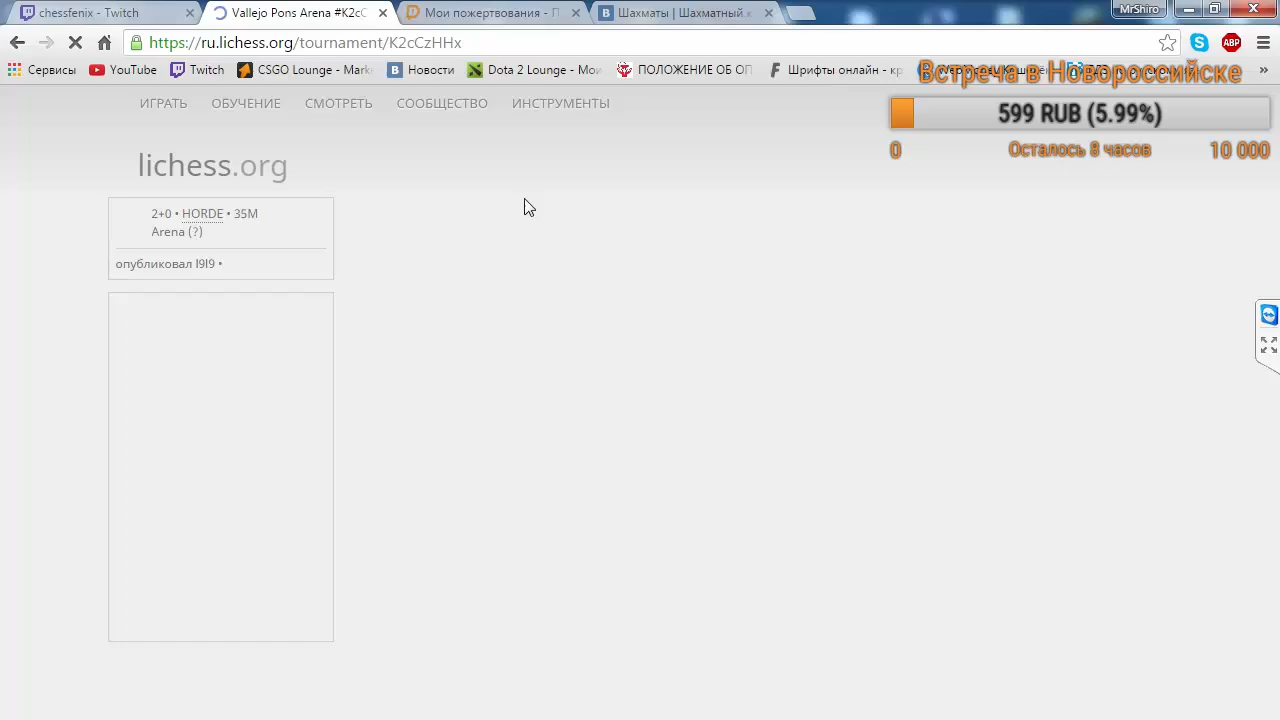 chessfenix - Twitch
Vallejo Pons Arena #K2cC
Мои пожертвования - П
Шахматы | Шахматный к
MrShiro
https://ru.lichess.org/tournament/K2cCzHHx
ABP
Сервисы
YouTube
Twitch
CSGO Lounge - Mark
Новости
Dota 2 Lounge - Мои
ПОЛОЖЕНИЕ ОБ ОП
Шрифты онлайн - кр
»
Встреча в Новороссийске
599 RUB (5.99%)
0
Осталось 8 часов
10 000
ИГРАТЬ
ОБУЧЕНИЕ
СМОТРЕТЬ
СООБЩЕСТВО
ИНСТРУМЕНТЫ
lichess.org
2+0 • HORDE • 35M
Arena (?)
опубликовал l9l9 •